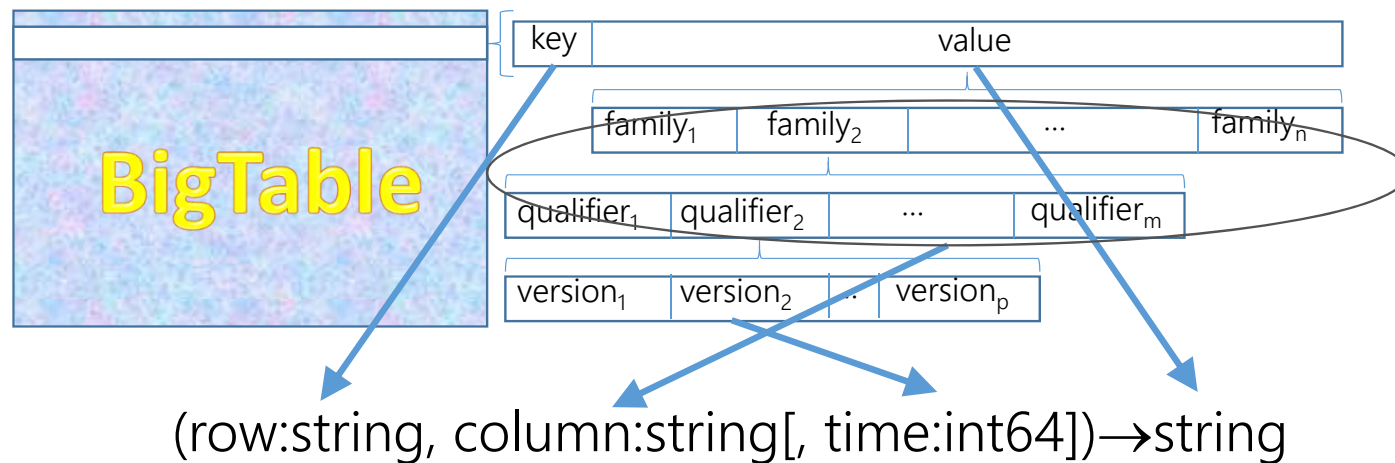 key value
family₁ family₂ ... familyₙ
BigTable
qualifier₁ qualifier₂ ... qualifierₘ
version₁ version₂ .. versionₚ
(row:string, column:string[, time:int64])→string